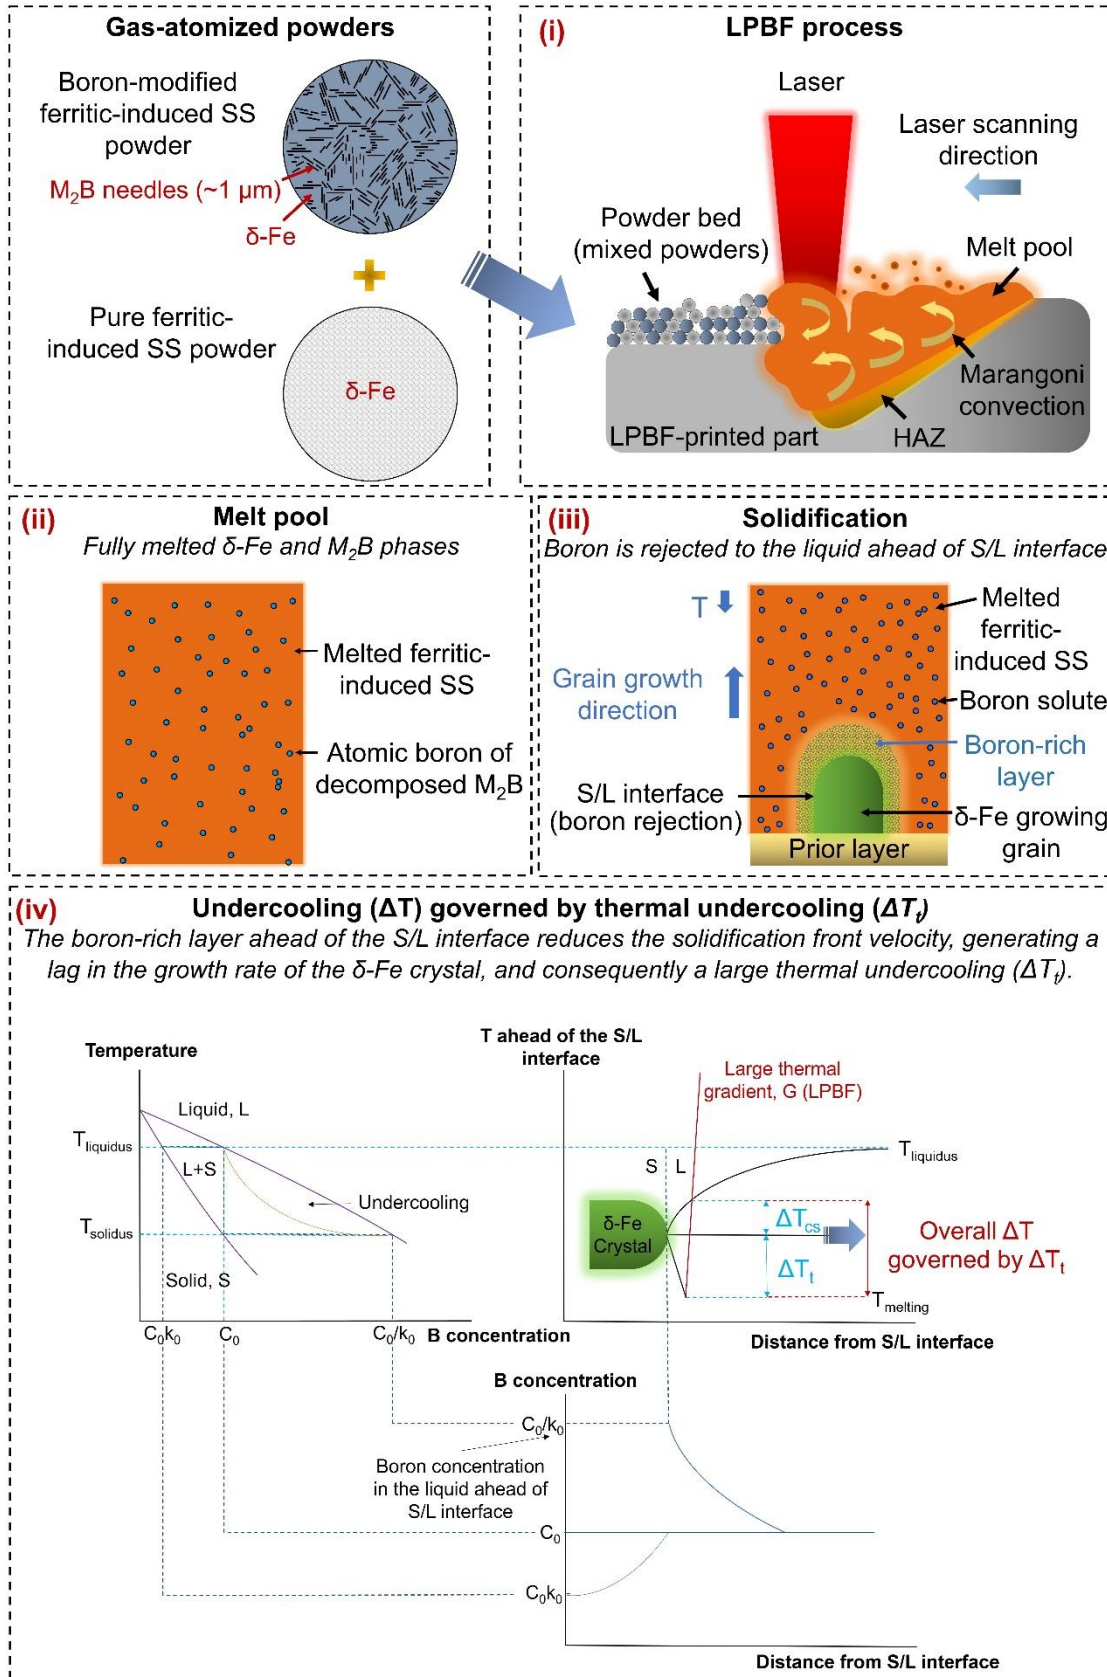 Gas-atomized powders
Boron-modified
ferritic-induced SS
powder
M₂B needles (~1 µm)
δ-Fe
Pure ferritic-
induced SS powder
δ-Fe
(i)
LPBF process
Laser
Laser scanning
direction
Powder bed
(mixed powders)
Melt pool
Marangoni
convection
HAZ
LPBF-printed part
(ii)
Melt pool
Fully melted δ-Fe and M₂B phases
Melted ferritic-
induced SS
Atomic boron of
decomposed M₂B
(iii)
Solidification
Boron is rejected to the liquid ahead of S/L interface
T
Melted
ferritic-
induced SS
Grain growth
direction
Boron solute
Boron-rich
layer
S/L interface
(boron rejection)
δ-Fe growing
grain
Prior layer
(iv)
Undercooling (ΔT) governed by thermal undercooling (ΔTₜ)
The boron-rich layer ahead of the S/L interface reduces the solidification front velocity, generating a
lag in the growth rate of the δ-Fe crystal, and consequently a large thermal undercooling (ΔTₜ).
Temperature
Liquid, L
T_liquidus
L+S
Undercooling
T_solidus
Solid, S
C₀k₀
C₀
C₀/k₀
B concentration
T ahead of the S/L
interface
Large thermal
gradient, G (LPBF)
S
L
T_liquidus
δ-Fe
Crystal
ΔT_cs
ΔTₜ
Overall ΔT
governed by ΔTₜ
T_melting
Distance from S/L interface
B concentration
C₀/k₀
Boron concentration
in the liquid ahead of
S/L interface
C₀
C₀k₀
Distance from S/L interface